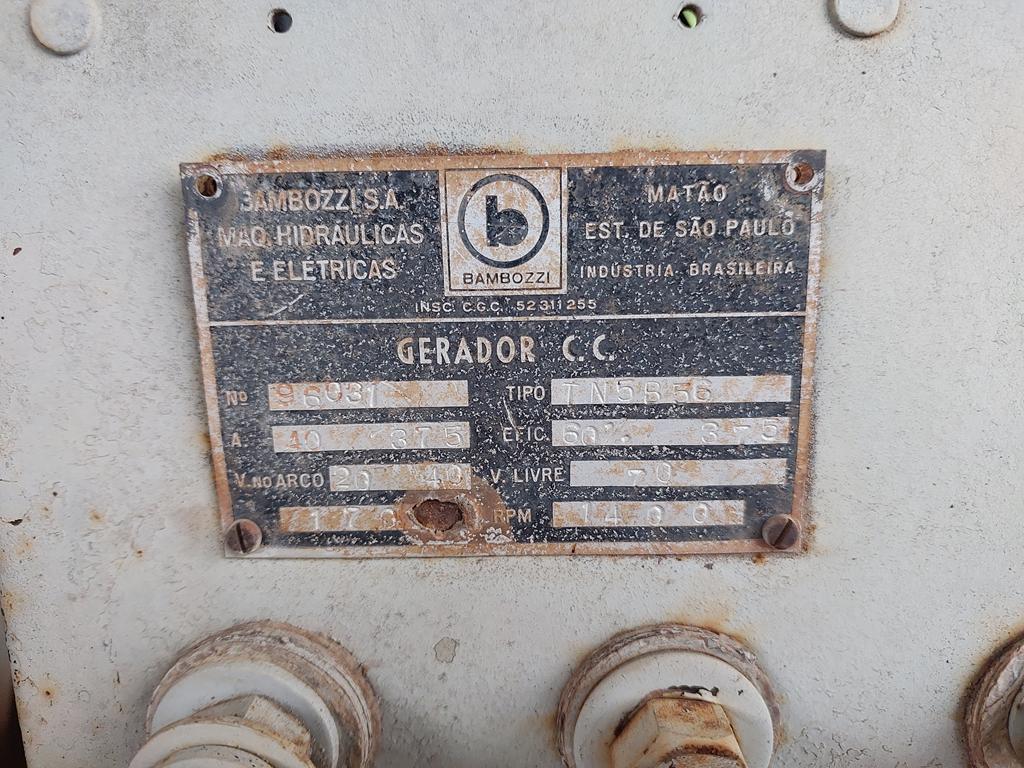 BAMBOZZI S.A.
MAQ. HIDRÁULICAS
E ELÉTRICAS
b
BAMBOZZI
MATÃO
EST. DE SÃO PAULO
INDÚSTRIA BRASILEIRA
INSC. C.G.C. 52311255
GERADOR C.C.
Nº 96031 TIPO TN5B56
A 40 375 EFIC. 60% 375
V. NO ARCO 20 40 V. LIVRE 70
RPM 1400